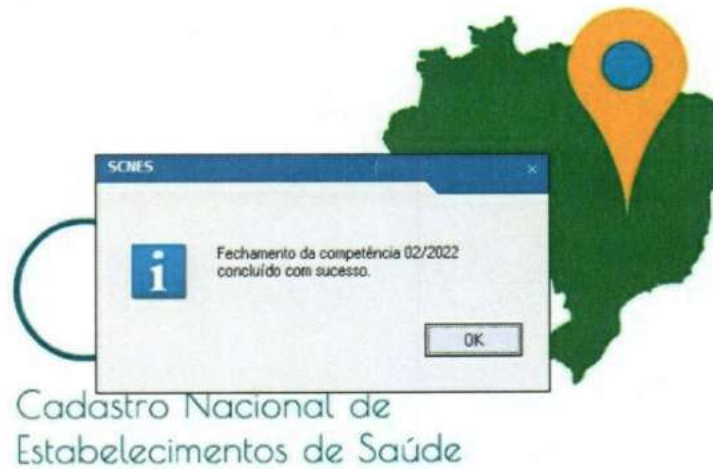 SCNES
Fechamento da competência 02/2022
concluído com sucesso.
OK
Cadastro Nacional de
Estabelecimentos de Saúde